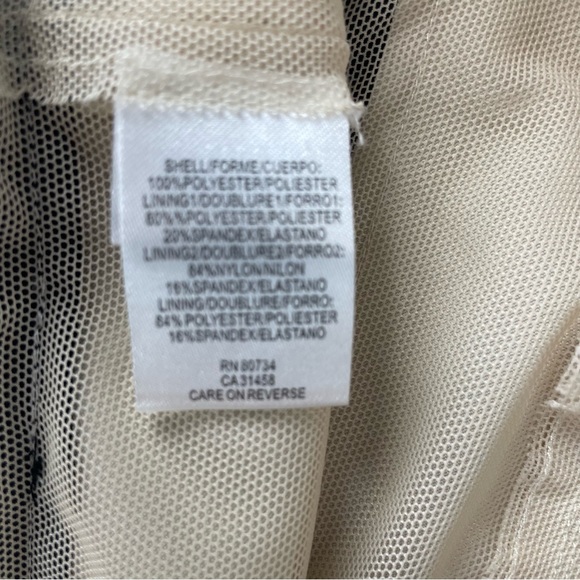 SHELL/FORME/CUERPO:
100%POLYESTER/POLIESTER
LINING1/DOUBLURE1/FORRO1:
80%%POLYESTER/POLIESTER
20%SPANDEX/ELASTANO
LINING2/DOUBLURE2/FORRO2:
84%NYLON/NILON
16%SPANDEX/ELASTANO
LINING/DOUBLURE/FORRO:
84%POLYESTER/POLIESTER
16%SPANDEX/ELASTANO
RN 80734
CA 31458
CARE ON REVERSE